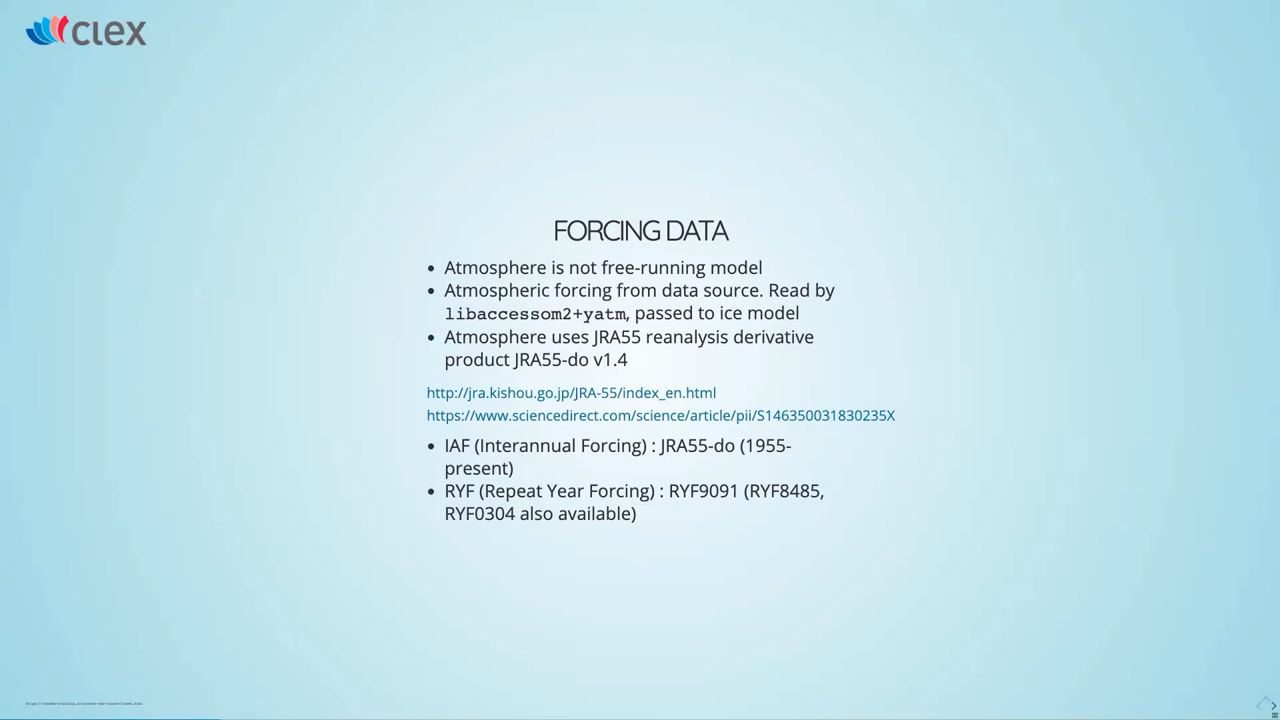 CLEX
FORCING DATA
• Atmosphere is not free-running model
• Atmospheric forcing from data source. Read by
libaccessom2+yatm, passed to ice model
• Atmosphere uses JRA55 reanalysis derivative
product JRA55-do v1.4
http://jra.kishou.go.jp/JRA-55/index_en.html
https://www.sciencedirect.com/science/article/pii/S146350031830235X
• IAF (Interannual Forcing) : JRA55-do (1955-
present)
• RYF (Repeat Year Forcing) : RYF9091 (RYF8485,
RYF0304 also available)